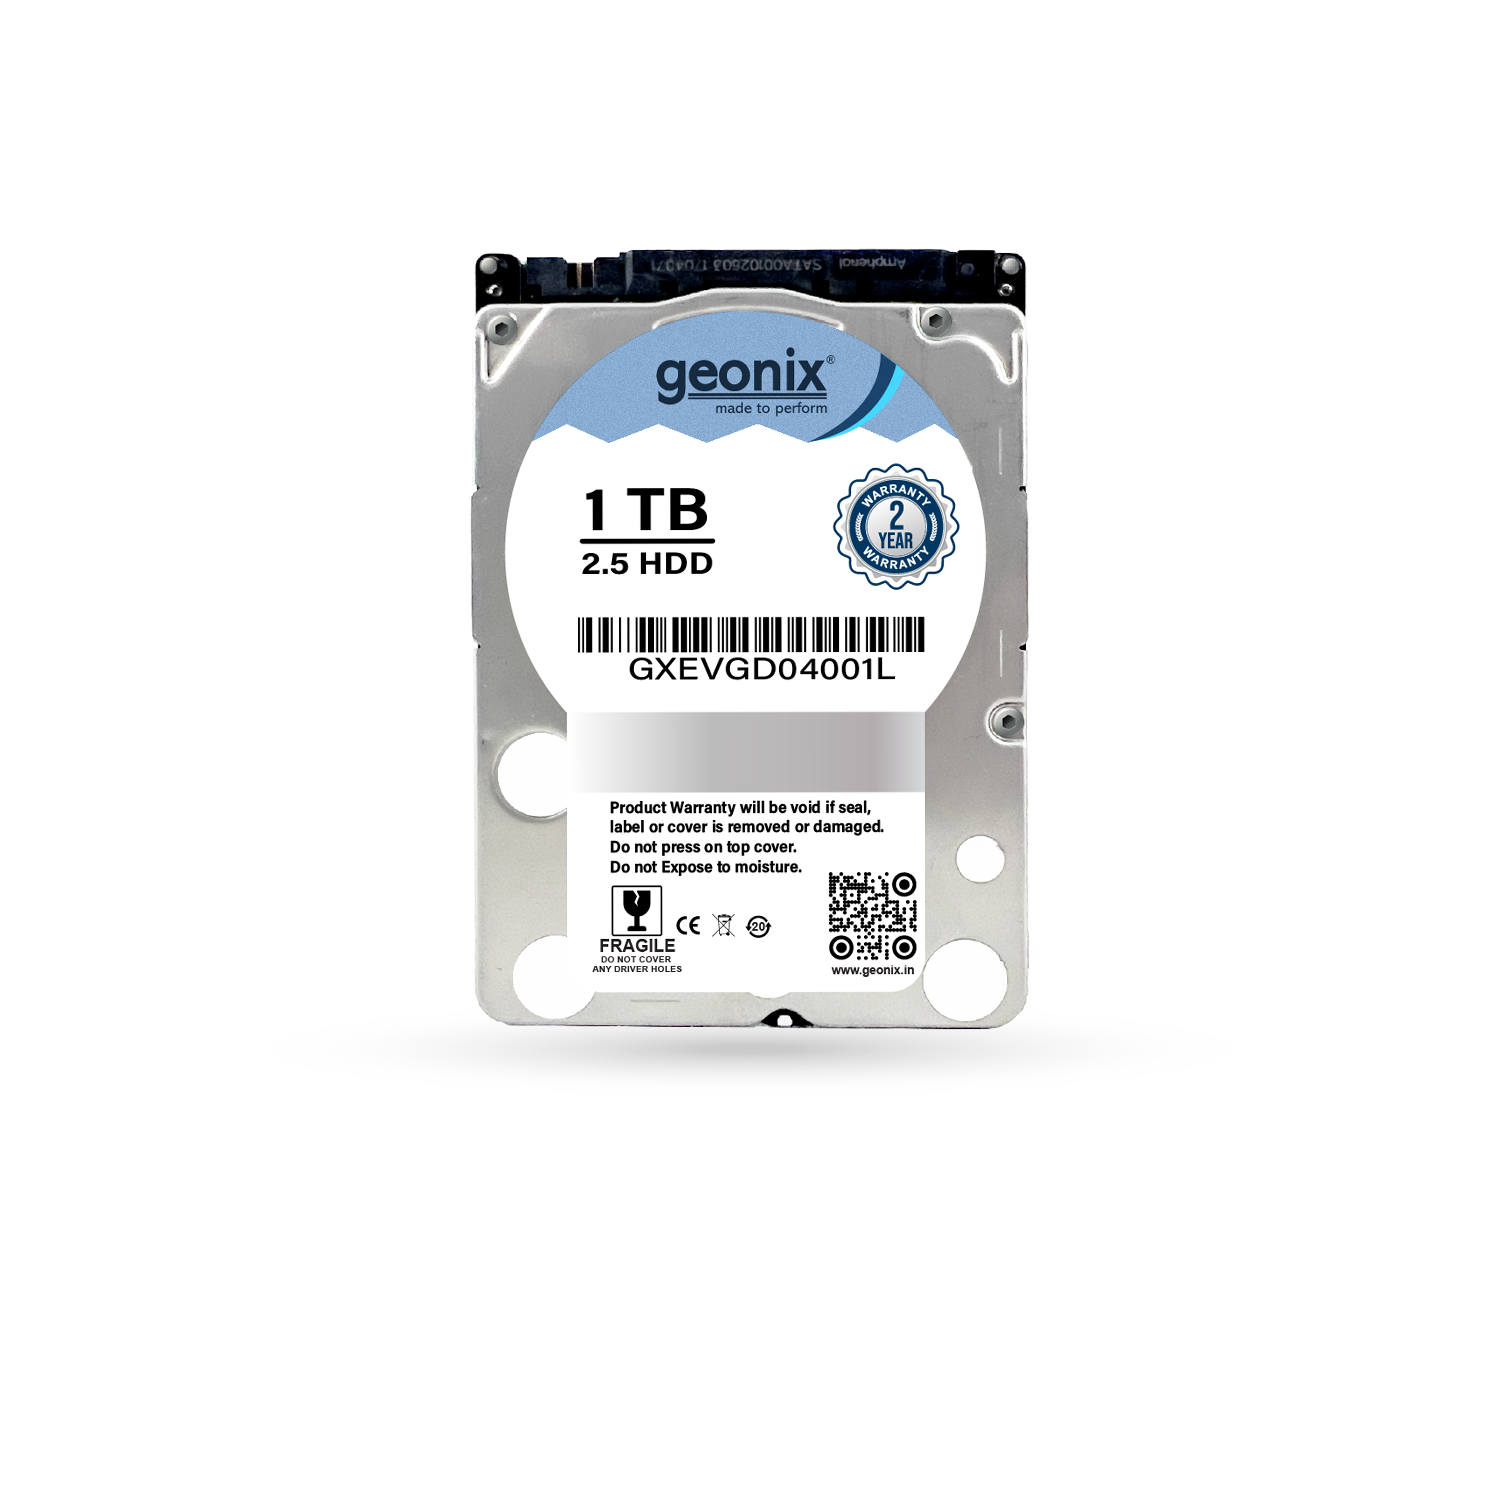 SATA00102603 1704071 Amphenol
geonix®
made to perform
1 TB
2.5 HDD
WARRANTY
2
YEAR
WARRANTY
GXEVGD04001L
Product Warranty will be void if seal,
label or cover is removed or damaged.
Do not press on top cover.
Do not Expose to moisture.
CE
20
FRAGILE
DO NOT COVER
ANY DRIVER HOLES
www.geonix.in